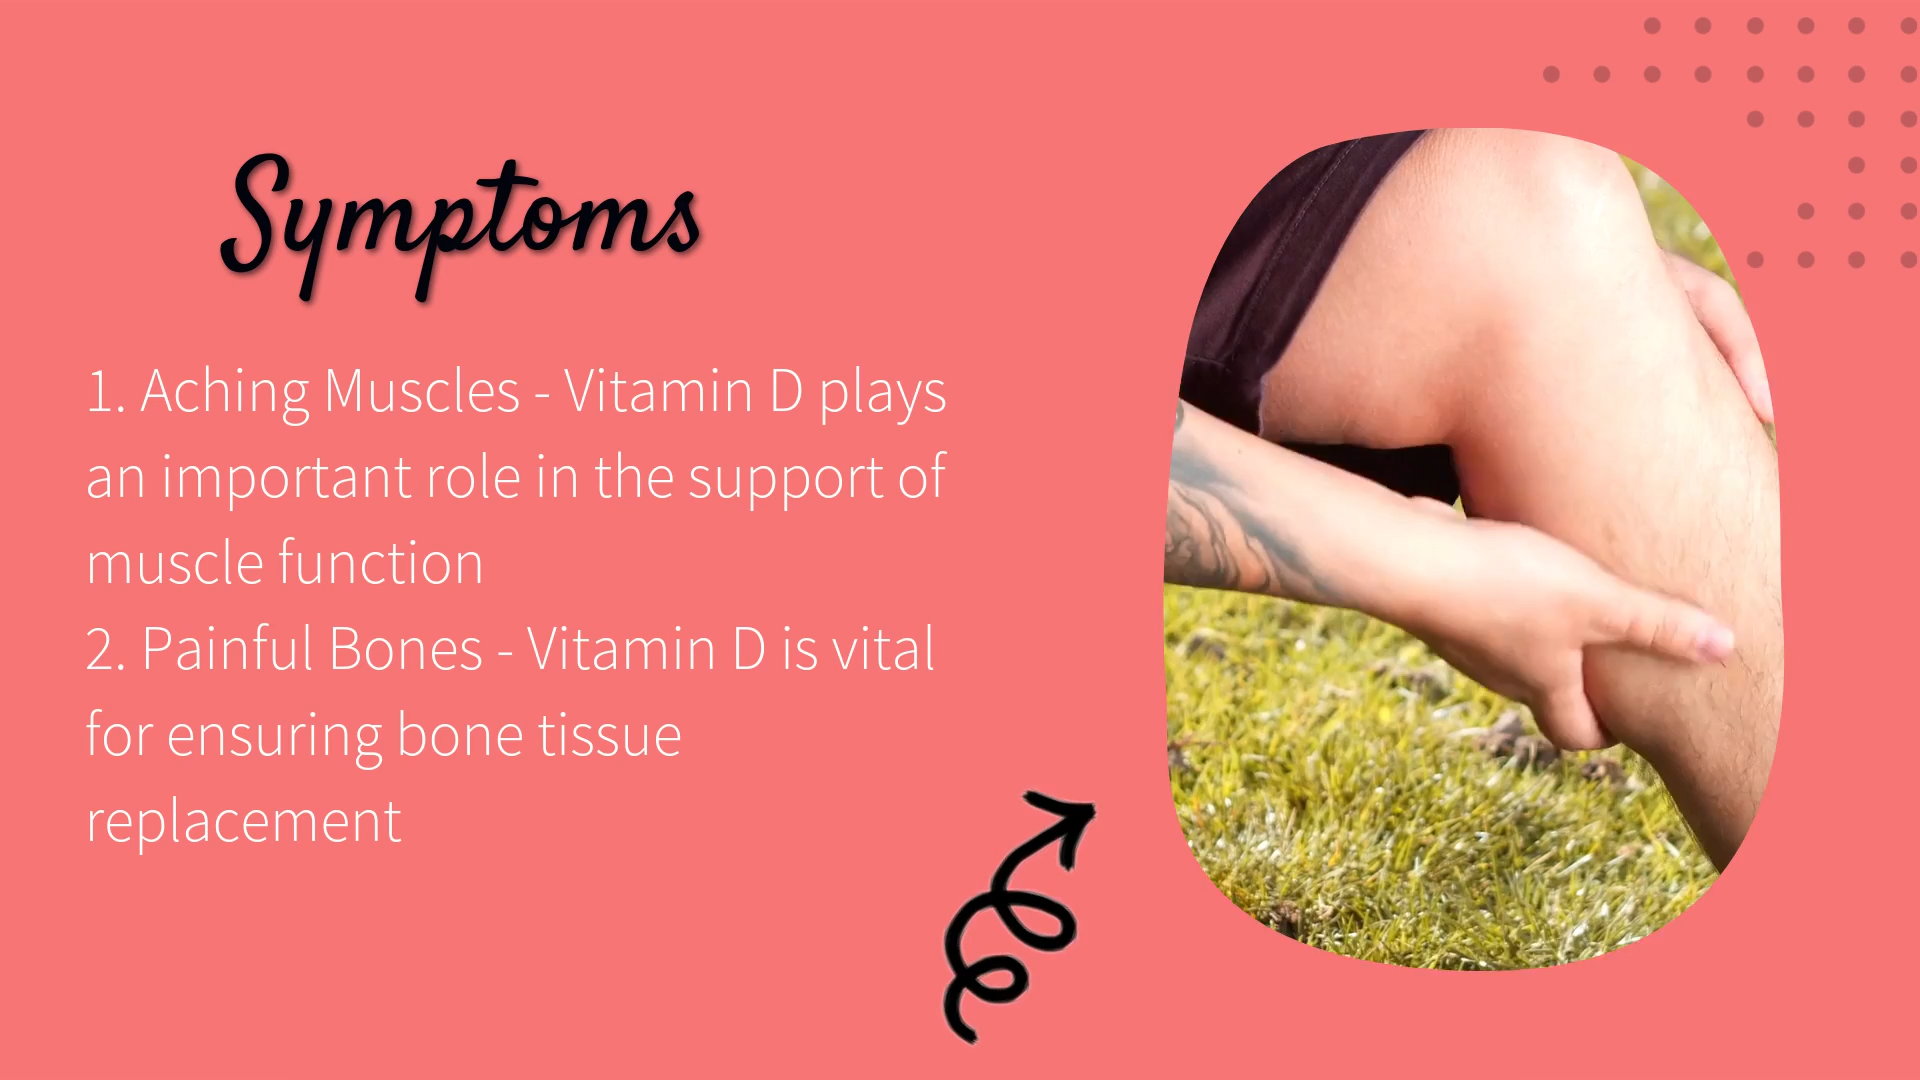 Symptoms
1. Aching Muscles - Vitamin D plays
an important role in the support of
muscle function
2. Painful Bones - Vitamin D is vital
for ensuring bone tissue
replacement